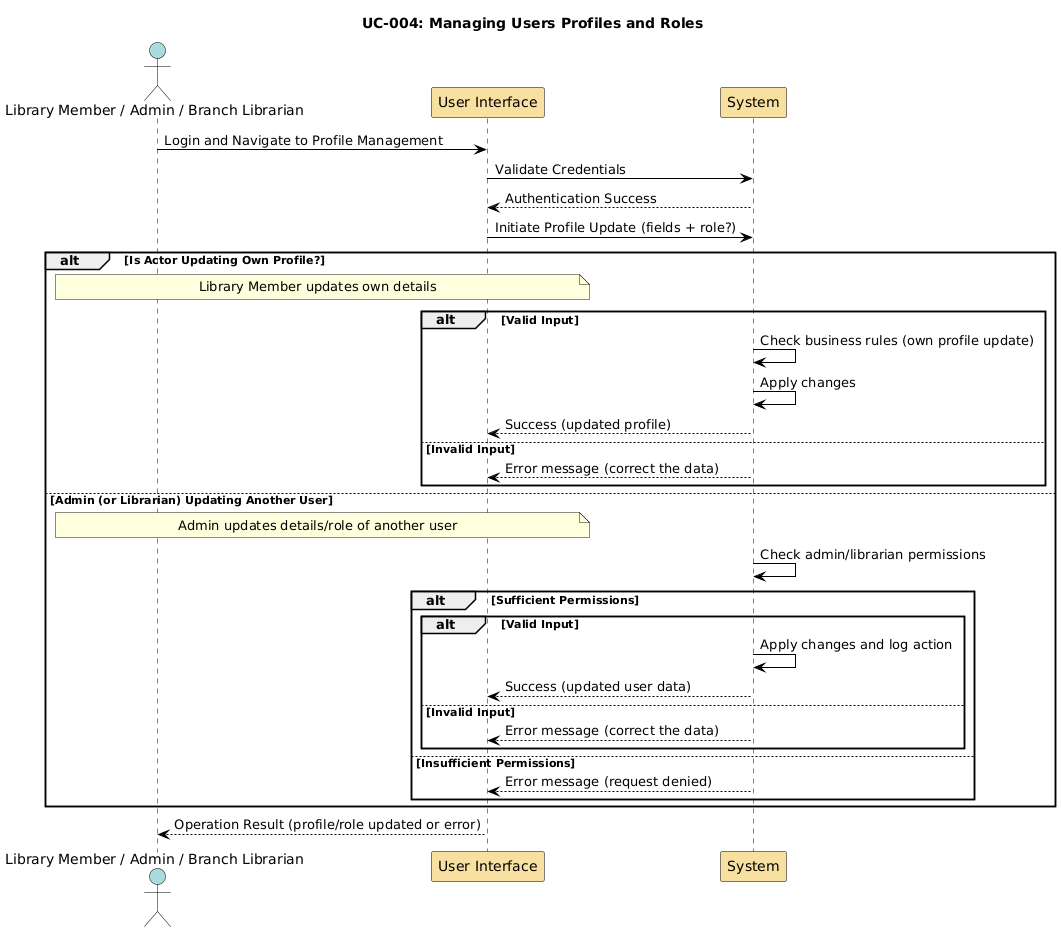 UC-004: Managing Users Profiles and Roles
Library Member / Admin / Branch Librarian
User Interface
System
Login and Navigate to Profile Management
Validate Credentials
Authentication Success
Initiate Profile Update (fields + role?)
alt
[Is Actor Updating Own Profile?]
Library Member updates own details
alt
[Valid Input]
Check business rules (own profile update)
Apply changes
Success (updated profile)
[Invalid Input]
Error message (correct the data)
[Admin (or Librarian) Updating Another User]
Admin updates details/role of another user
Check admin/librarian permissions
alt
[Sufficient Permissions]
alt
[Valid Input]
Apply changes and log action
Success (updated user data)
[Invalid Input]
Error message (correct the data)
[Insufficient Permissions]
Error message (request denied)
Operation Result (profile/role updated or error)
Library Member / Admin / Branch Librarian
User Interface
System